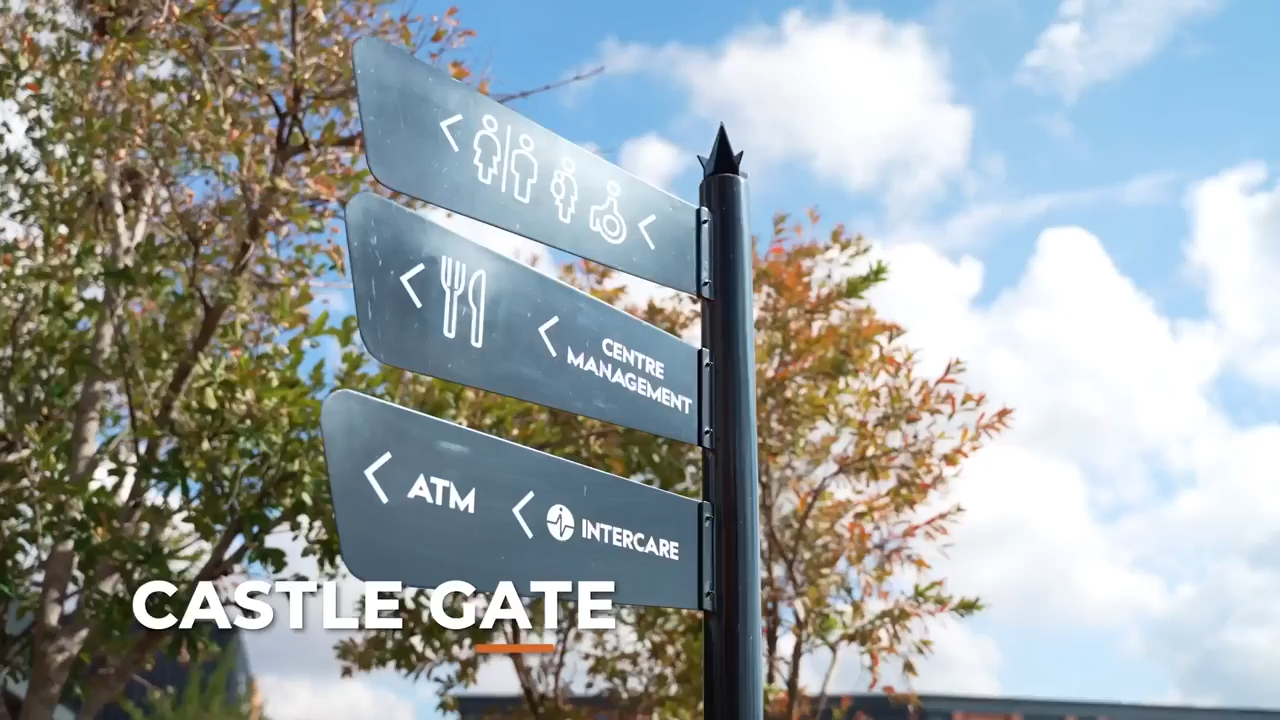 CENTRE
MANAGEMENT
ATM
INTERCARE
CASTLE GATE